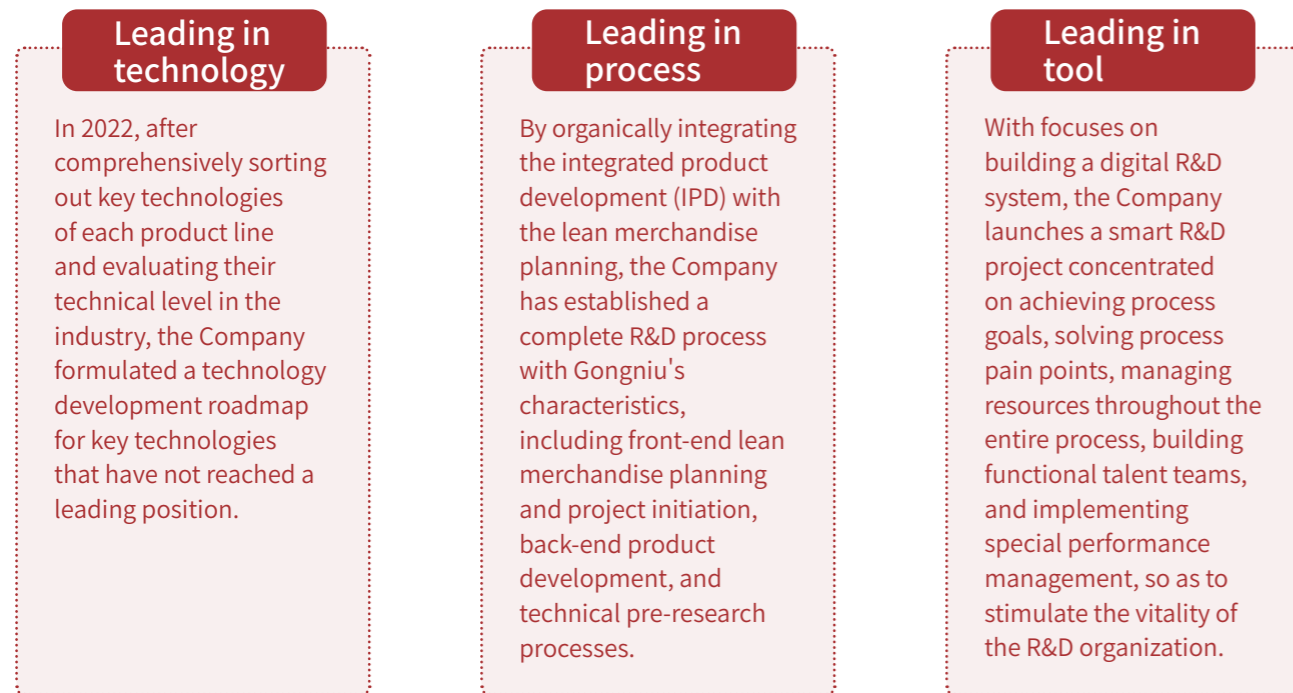 Leading in
technology
In 2022, after
comprehensively sorting
out key technologies
of each product line
and evaluating their
technical level in the
industry, the Company
formulated a technology
development roadmap
for key technologies
that have not reached a
leading position.
Leading in
process
By organically integrating
the integrated product
development (IPD) with
the lean merchandise
planning, the Company
has established a
complete R&D process
with Gongniu's
characteristics,
including front-end lean
merchandise planning
and project initiation,
back-end product
development, and
technical pre-research
processes.
Leading in
tool
With focuses on
building a digital R&D
system, the Company
launches a smart R&D
project concentrated
on achieving process
goals, solving process
pain points, managing
resources throughout the
entire process, building
functional talent teams,
and implementing
special performance
management, so as to
stimulate the vitality of
the R&D organization.